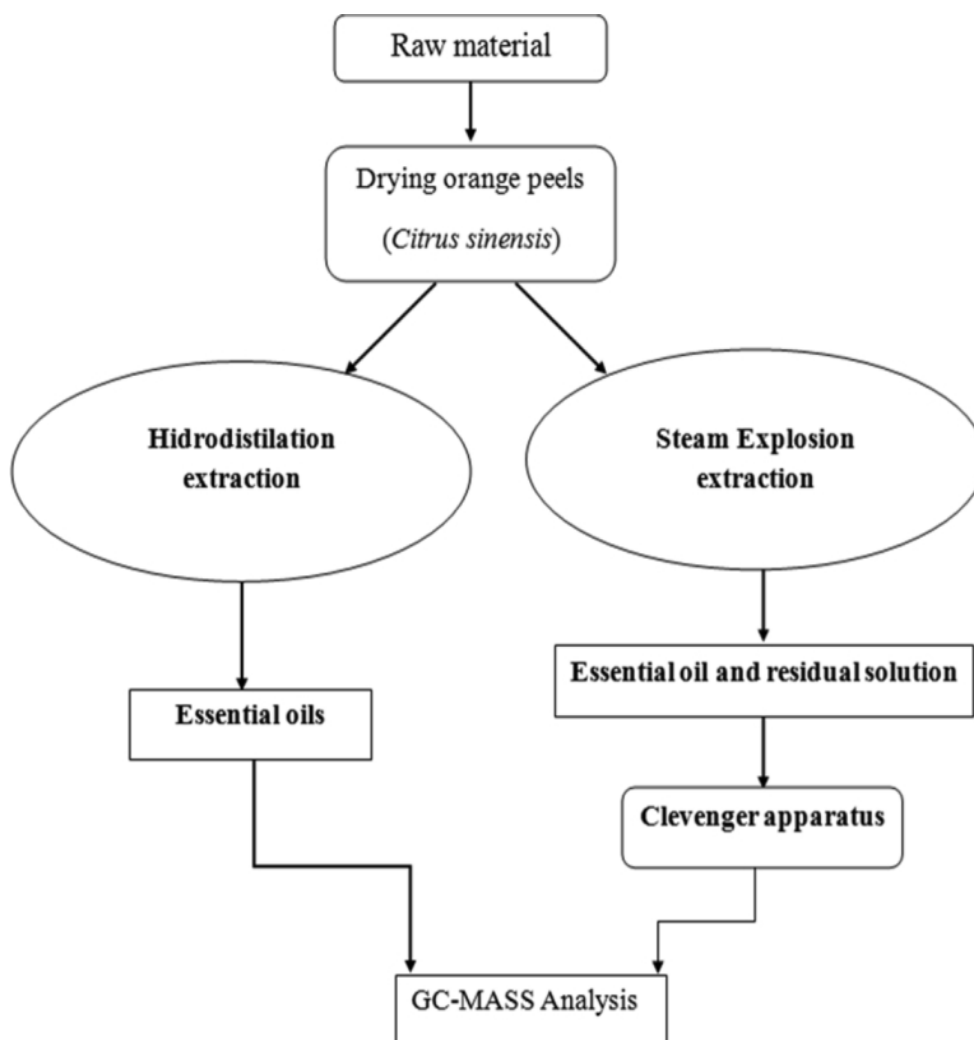 Raw material
Drying orange peels
(Citrus sinensis)
Hidrodistilation
extraction
Steam Explosion
extraction
Essential oils
Essential oil and residual solution
Clevenger apparatus
GC-MASS Analysis